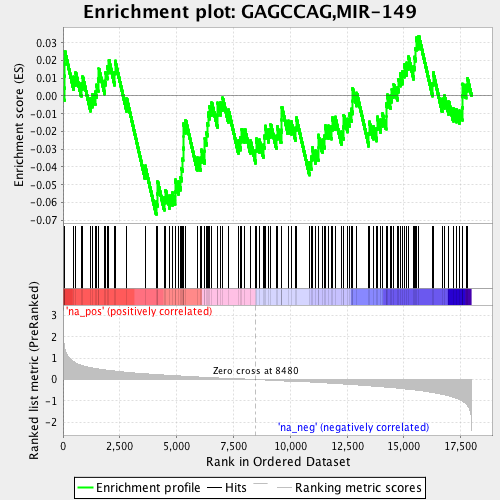 Enrichment plot: GAGCCAG,MIR-149
Enrichment score (ES)
0.03
0.02
0.01
0.00
-0.01
-0.02
-0.03
-0.04
-0.05
-0.06
-0.07
'na_pos' (positively correlated)
Ranked list metric (PreRanked)
3
2
1
0
-1
-2
Zero cross at 8480
'na_neg' (negatively correlated)
0
2,500
5,000
7,500
10,000
12,500
15,000
17,500
Rank in Ordered Dataset
Enrichment profile
Hits
Ranking metric scores